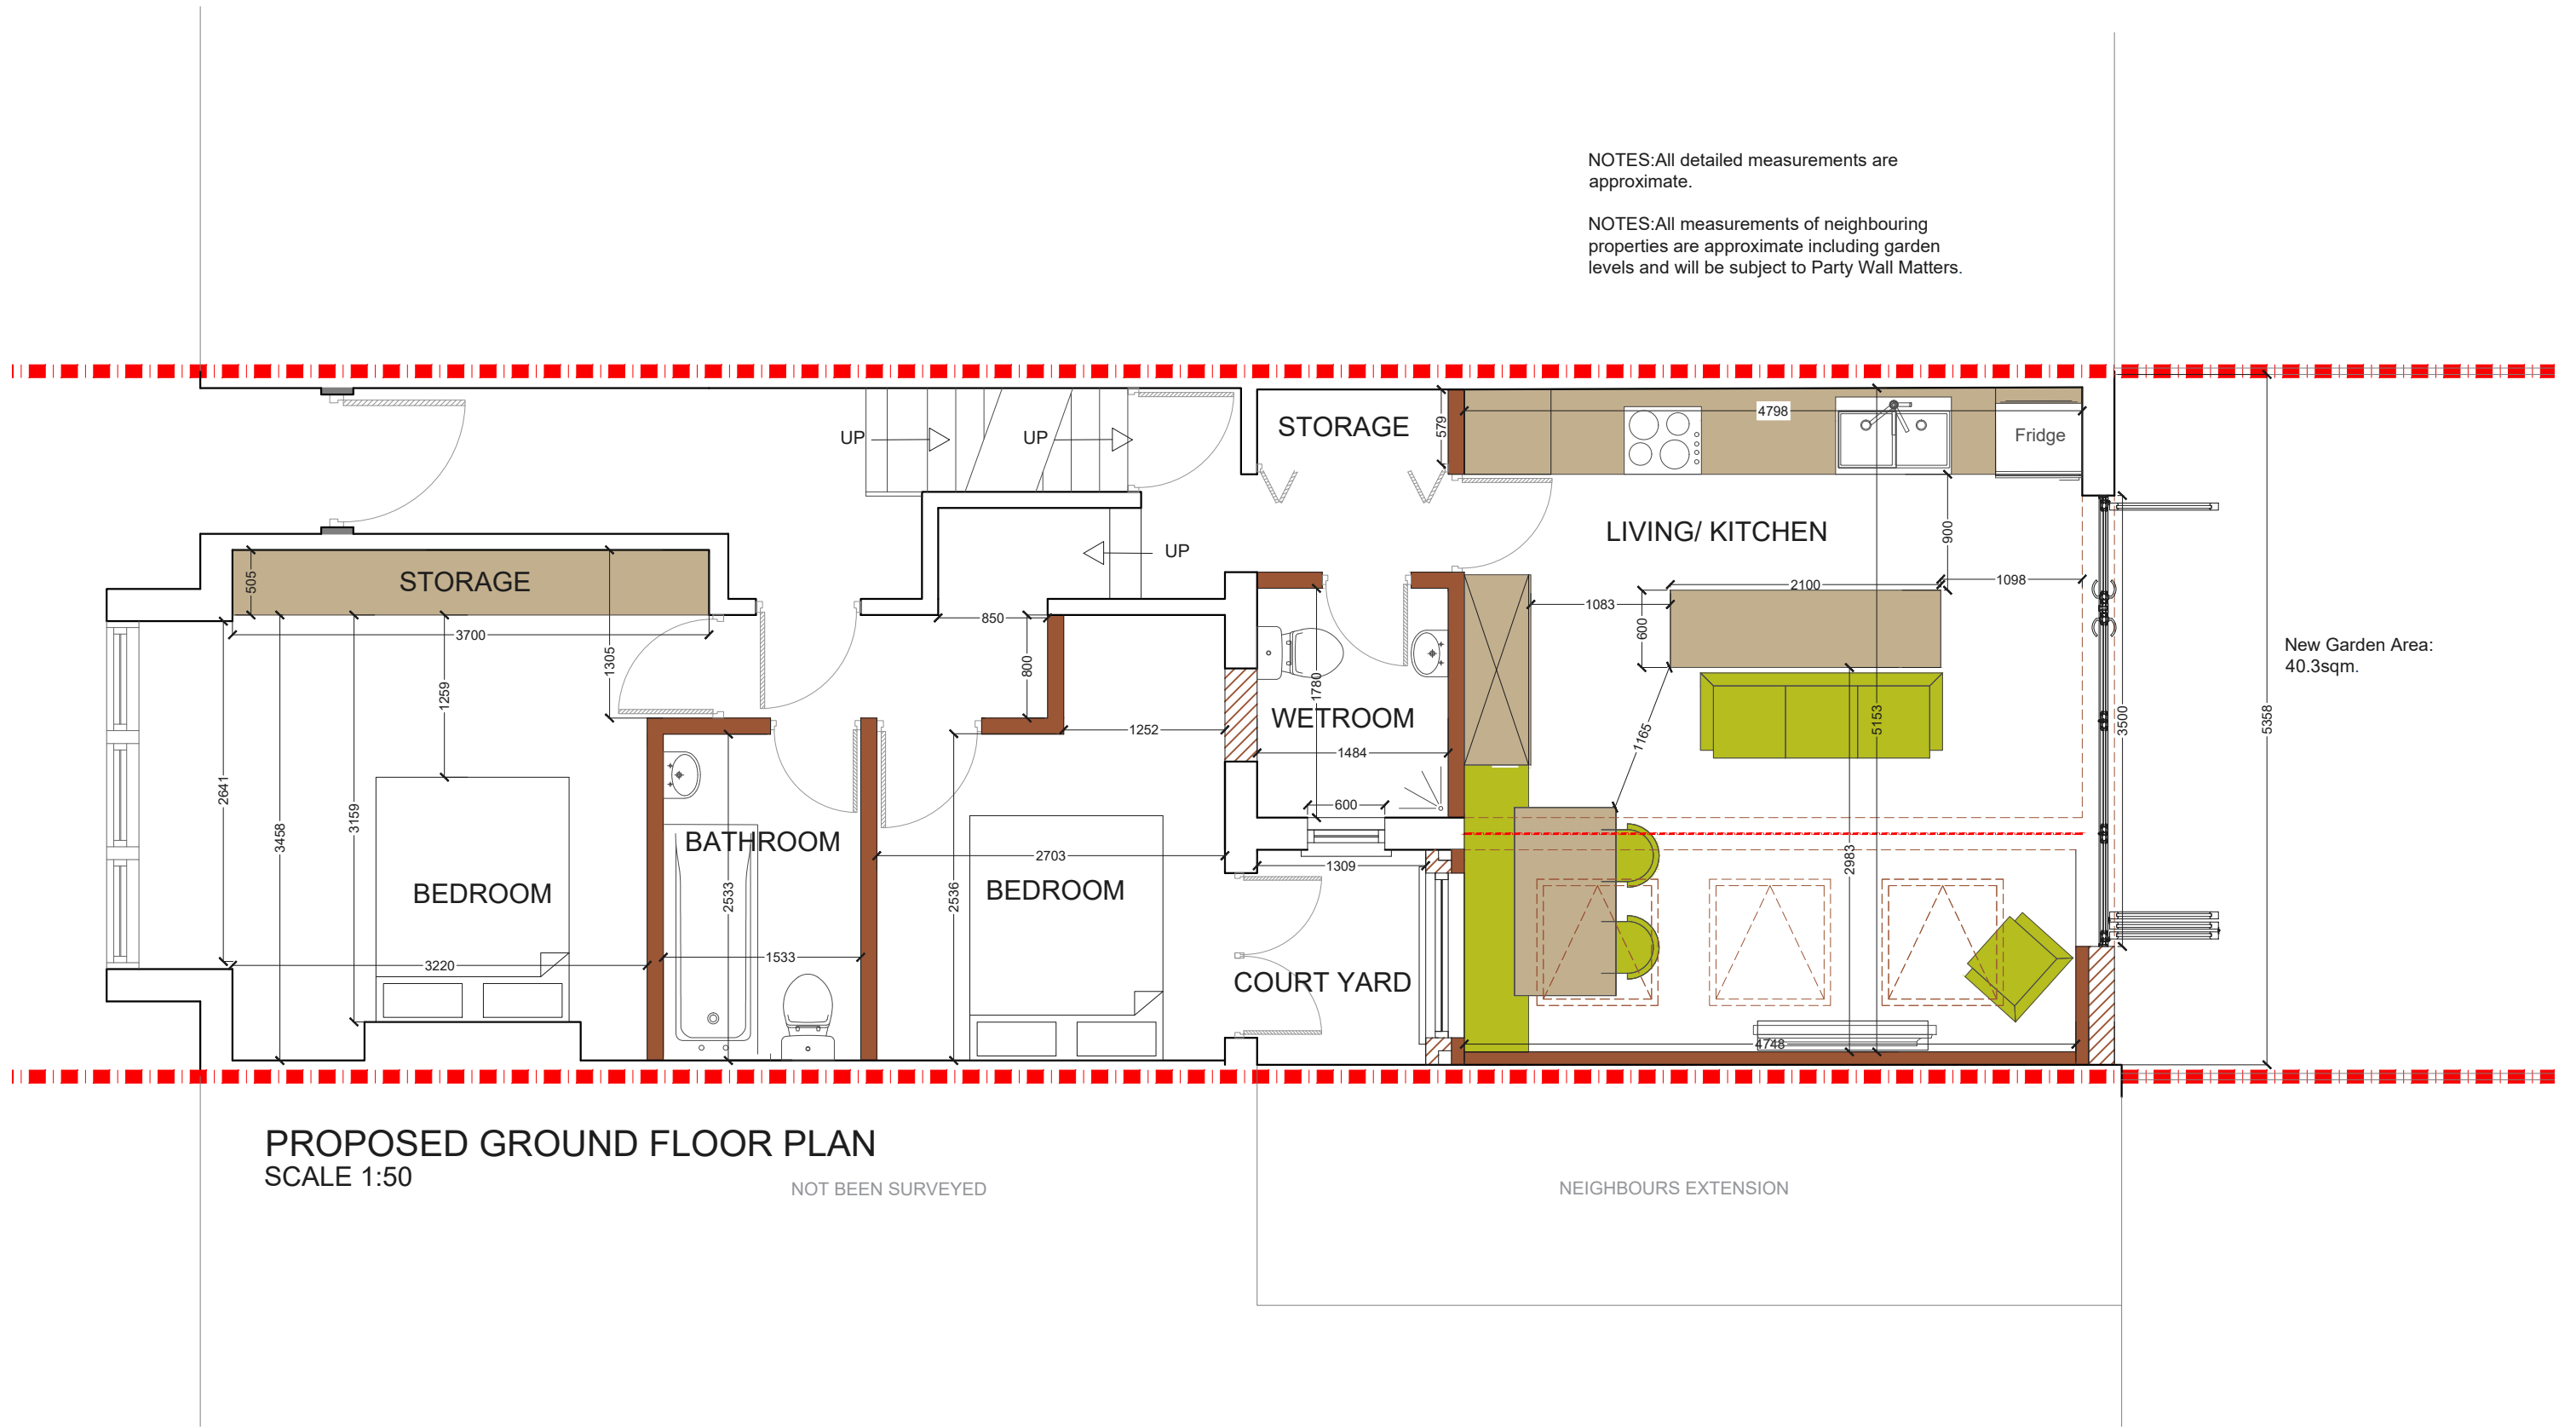 NOTES:All detailed measurements are
approximate.
NOTES:All measurements of neighbouring
properties are approximate including garden
levels and will be subject to Party Wall Matters.
UP
UP
UP
STORAGE
579
4798
Fridge
LIVING/ KITCHEN
900
1098
2100
1083
600
STORAGE
505
3700
1305
1259
850
800
1252
1780
WETROOM
1484
600
1165
5153
3500
5358
New Garden Area:
40.3sqm.
2641
3458
3159
BEDROOM
3220
BATHROOM
2533
1533
2703
2536
BEDROOM
1309
COURT YARD
2983
4748
PROPOSED GROUND FLOOR PLAN
SCALE 1:50
NOT BEEN SURVEYED
NEIGHBOURS EXTENSION